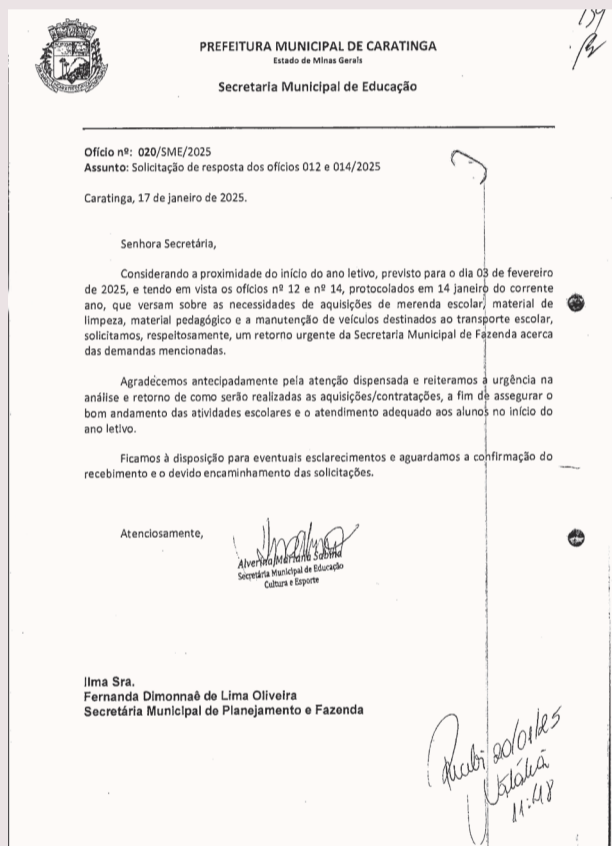 PREFEITURA MUNICIPAL DE CARATINGA
Estado de Minas Gerais
Secretaria Municipal de Educação
Ofício nº: 020/SME/2025
Assunto: Solicitação de resposta dos ofícios 012 e 014/2025
Caratinga, 17 de janeiro de 2025.
Senhora Secretária,
Considerando a proximidade do início do ano letivo, previsto para o dia 03 de fevereiro
de 2025, e tendo em vista os ofícios nº 12 e nº 14, protocolados em 14 janeiro do corrente
ano, que versam sobre as necessidades de aquisições de merenda escolar, material de
limpeza, material pedagógico e a manutenção de veículos destinados ao transporte escolar,
solicitamos, respeitosamente, um retorno urgente da Secretaria Municipal de Fazenda acerca
das demandas mencionadas.
Agradecemos antecipadamente pela atenção dispensada e reiteramos a urgência na
análise e retorno de como serão realizadas as aquisições/contratações, a fim de assegurar o
bom andamento das atividades escolares e o atendimento adequado aos alunos no início do
ano letivo.
Ficamos à disposição para eventuais esclarecimentos e aguardamos a confirmação do
recebimento e o devido encaminhamento das solicitações.
Atenciosamente,
Secretária Municipal de Educação
Cultura e Esporte
Ilma Sra.
Fernanda Dimonnaê de Lima Oliveira
Secretária Municipal de Planejamento e Fazenda
Recebi 20/01/25
11:48